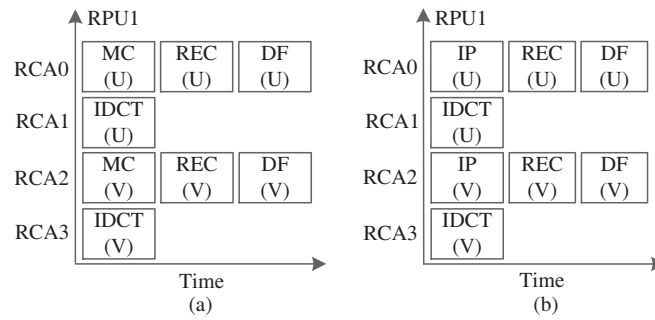 RPU1
RCA0
MC
(U)
REC
(U)
DF
(U)
RCA1
IDCT
(U)
RCA2
MC
(V)
REC
(V)
DF
(V)
RCA3
IDCT
(V)
Time
(a)
RPU1
RCA0
IP
(U)
REC
(U)
DF
(U)
RCA1
IDCT
(U)
RCA2
IP
(V)
REC
(V)
DF
(V)
RCA3
IDCT
(V)
Time
(b)